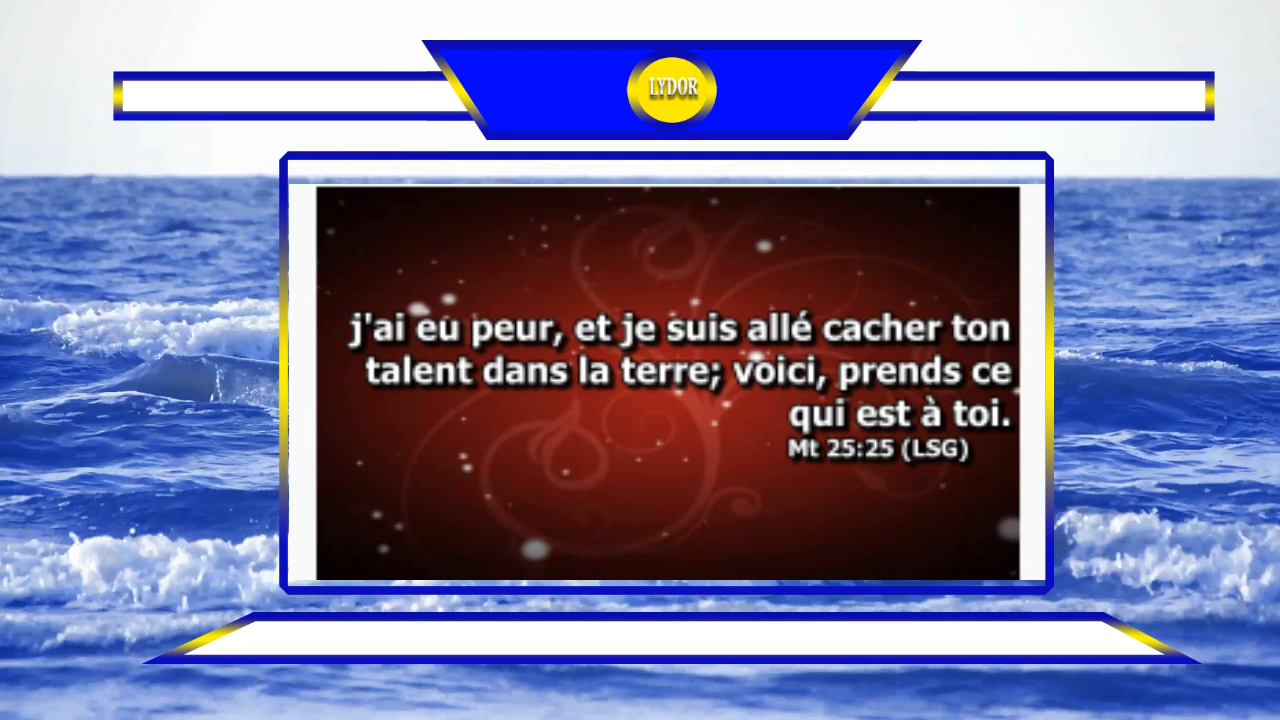 LYDOR
j'ai eu peur, et je suis allé cacher ton
talent dans la terre; voici, prends ce
qui est à toi.
Mt 25:25 (LSG)